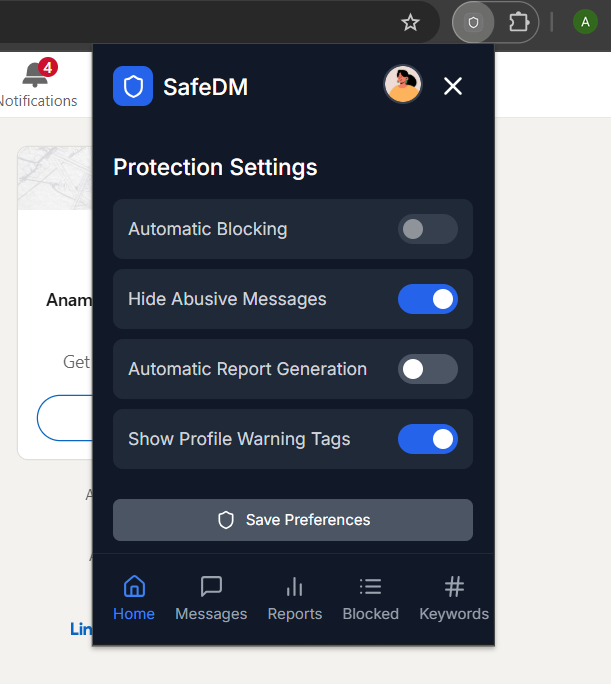 A
4
Notifications
SafeDM
Protection Settings
Automatic Blocking
Anam
Hide Abusive Messages
Get
Automatic Report Generation
Show Profile Warning Tags
A
Save Preferences
A
Home
Messages
Reports
Blocked
Keywords
Lin